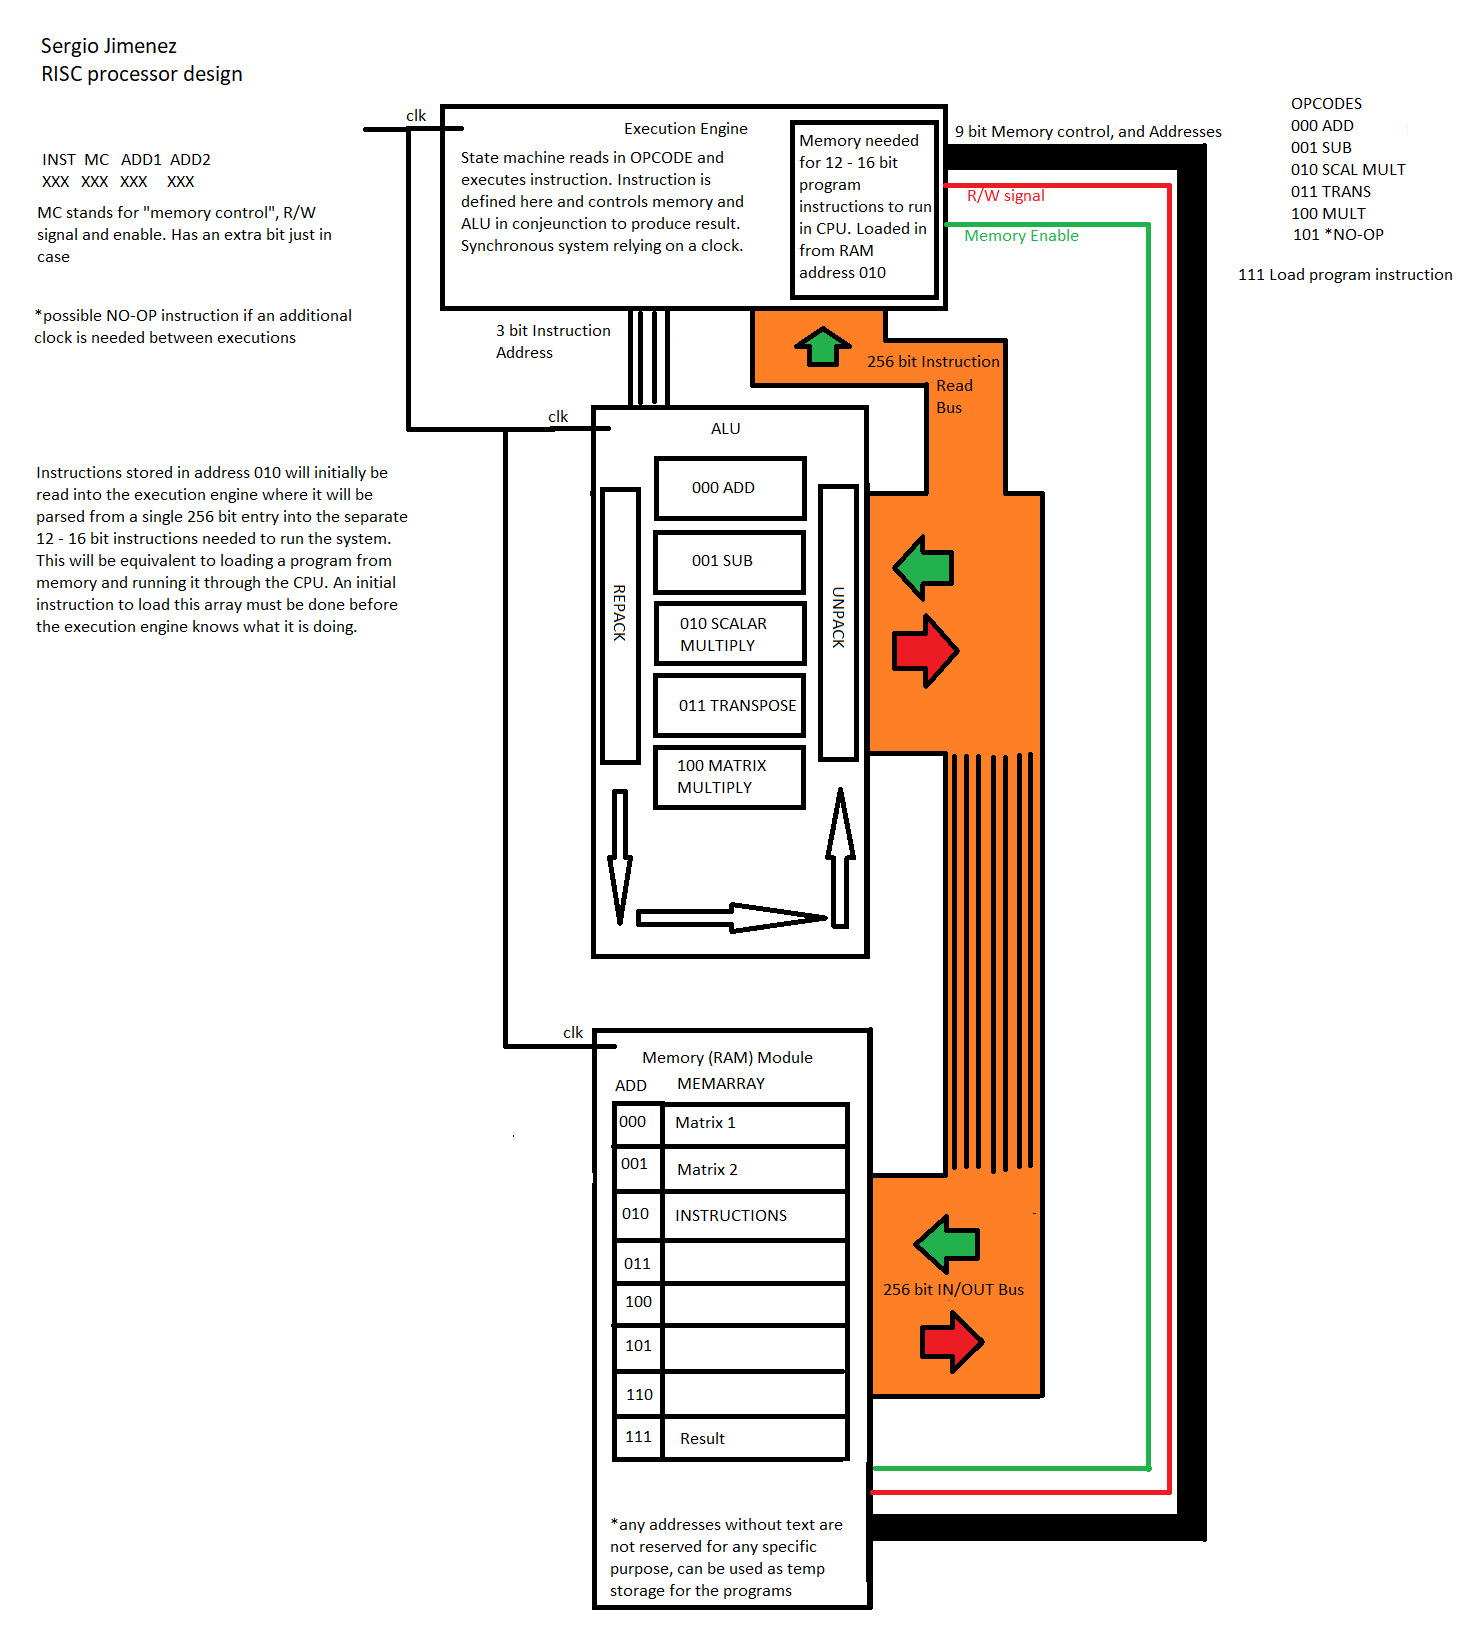 Sergio Jimenez
RISC processor design
INST MC ADD1 ADD2
XXX XXX XXX XXX
MC stands for "memory control", R/W
signal and enable. Has an extra bit just in
case
*possible NO-OP instruction if an additional
clock is needed between executions
Instructions stored in address 010 will initially be
read into the execution engine where it will be
parsed from a single 256 bit entry into the separate
12 - 16 bit instructions needed to run the system.
This will be equivalent to loading a program from
memory and running it through the CPU. An initial
instruction to load this array must be done before
the execution engine knows what it is doing.
clk
Execution Engine
State machine reads in OPCODE and
executes instruction. Instruction is
defined here and controls memory and
ALU in conjeunction to produce result.
Synchronous system relying on a clock.
Memory needed
for 12 - 16 bit
program
instructions to run
in CPU. Loaded in
from RAM
address 010
9 bit Memory control, and Addresses
R/W signal
Memory Enable
OPCODES
000 ADD
001 SUB
010 SCAL MULT
011 TRANS
100 MULT
101 *NO-OP
111 Load program instruction
3 bit Instruction
Address
256 bit Instruction
Read
Bus
clk
ALU
REPACK
000 ADD
001 SUB
010 SCALAR
MULTIPLY
011 TRANSPOSE
100 MATRIX
MULTIPLY
UNPACK
clk
Memory (RAM) Module
ADD MEMARRAY
000 Matrix 1
001 Matrix 2
010 INSTRUCTIONS
011
100
101
110
111 Result
256 bit IN/OUT Bus
*any addresses without text are
not reserved for any specific
purpose, can be used as temp
storage for the programs